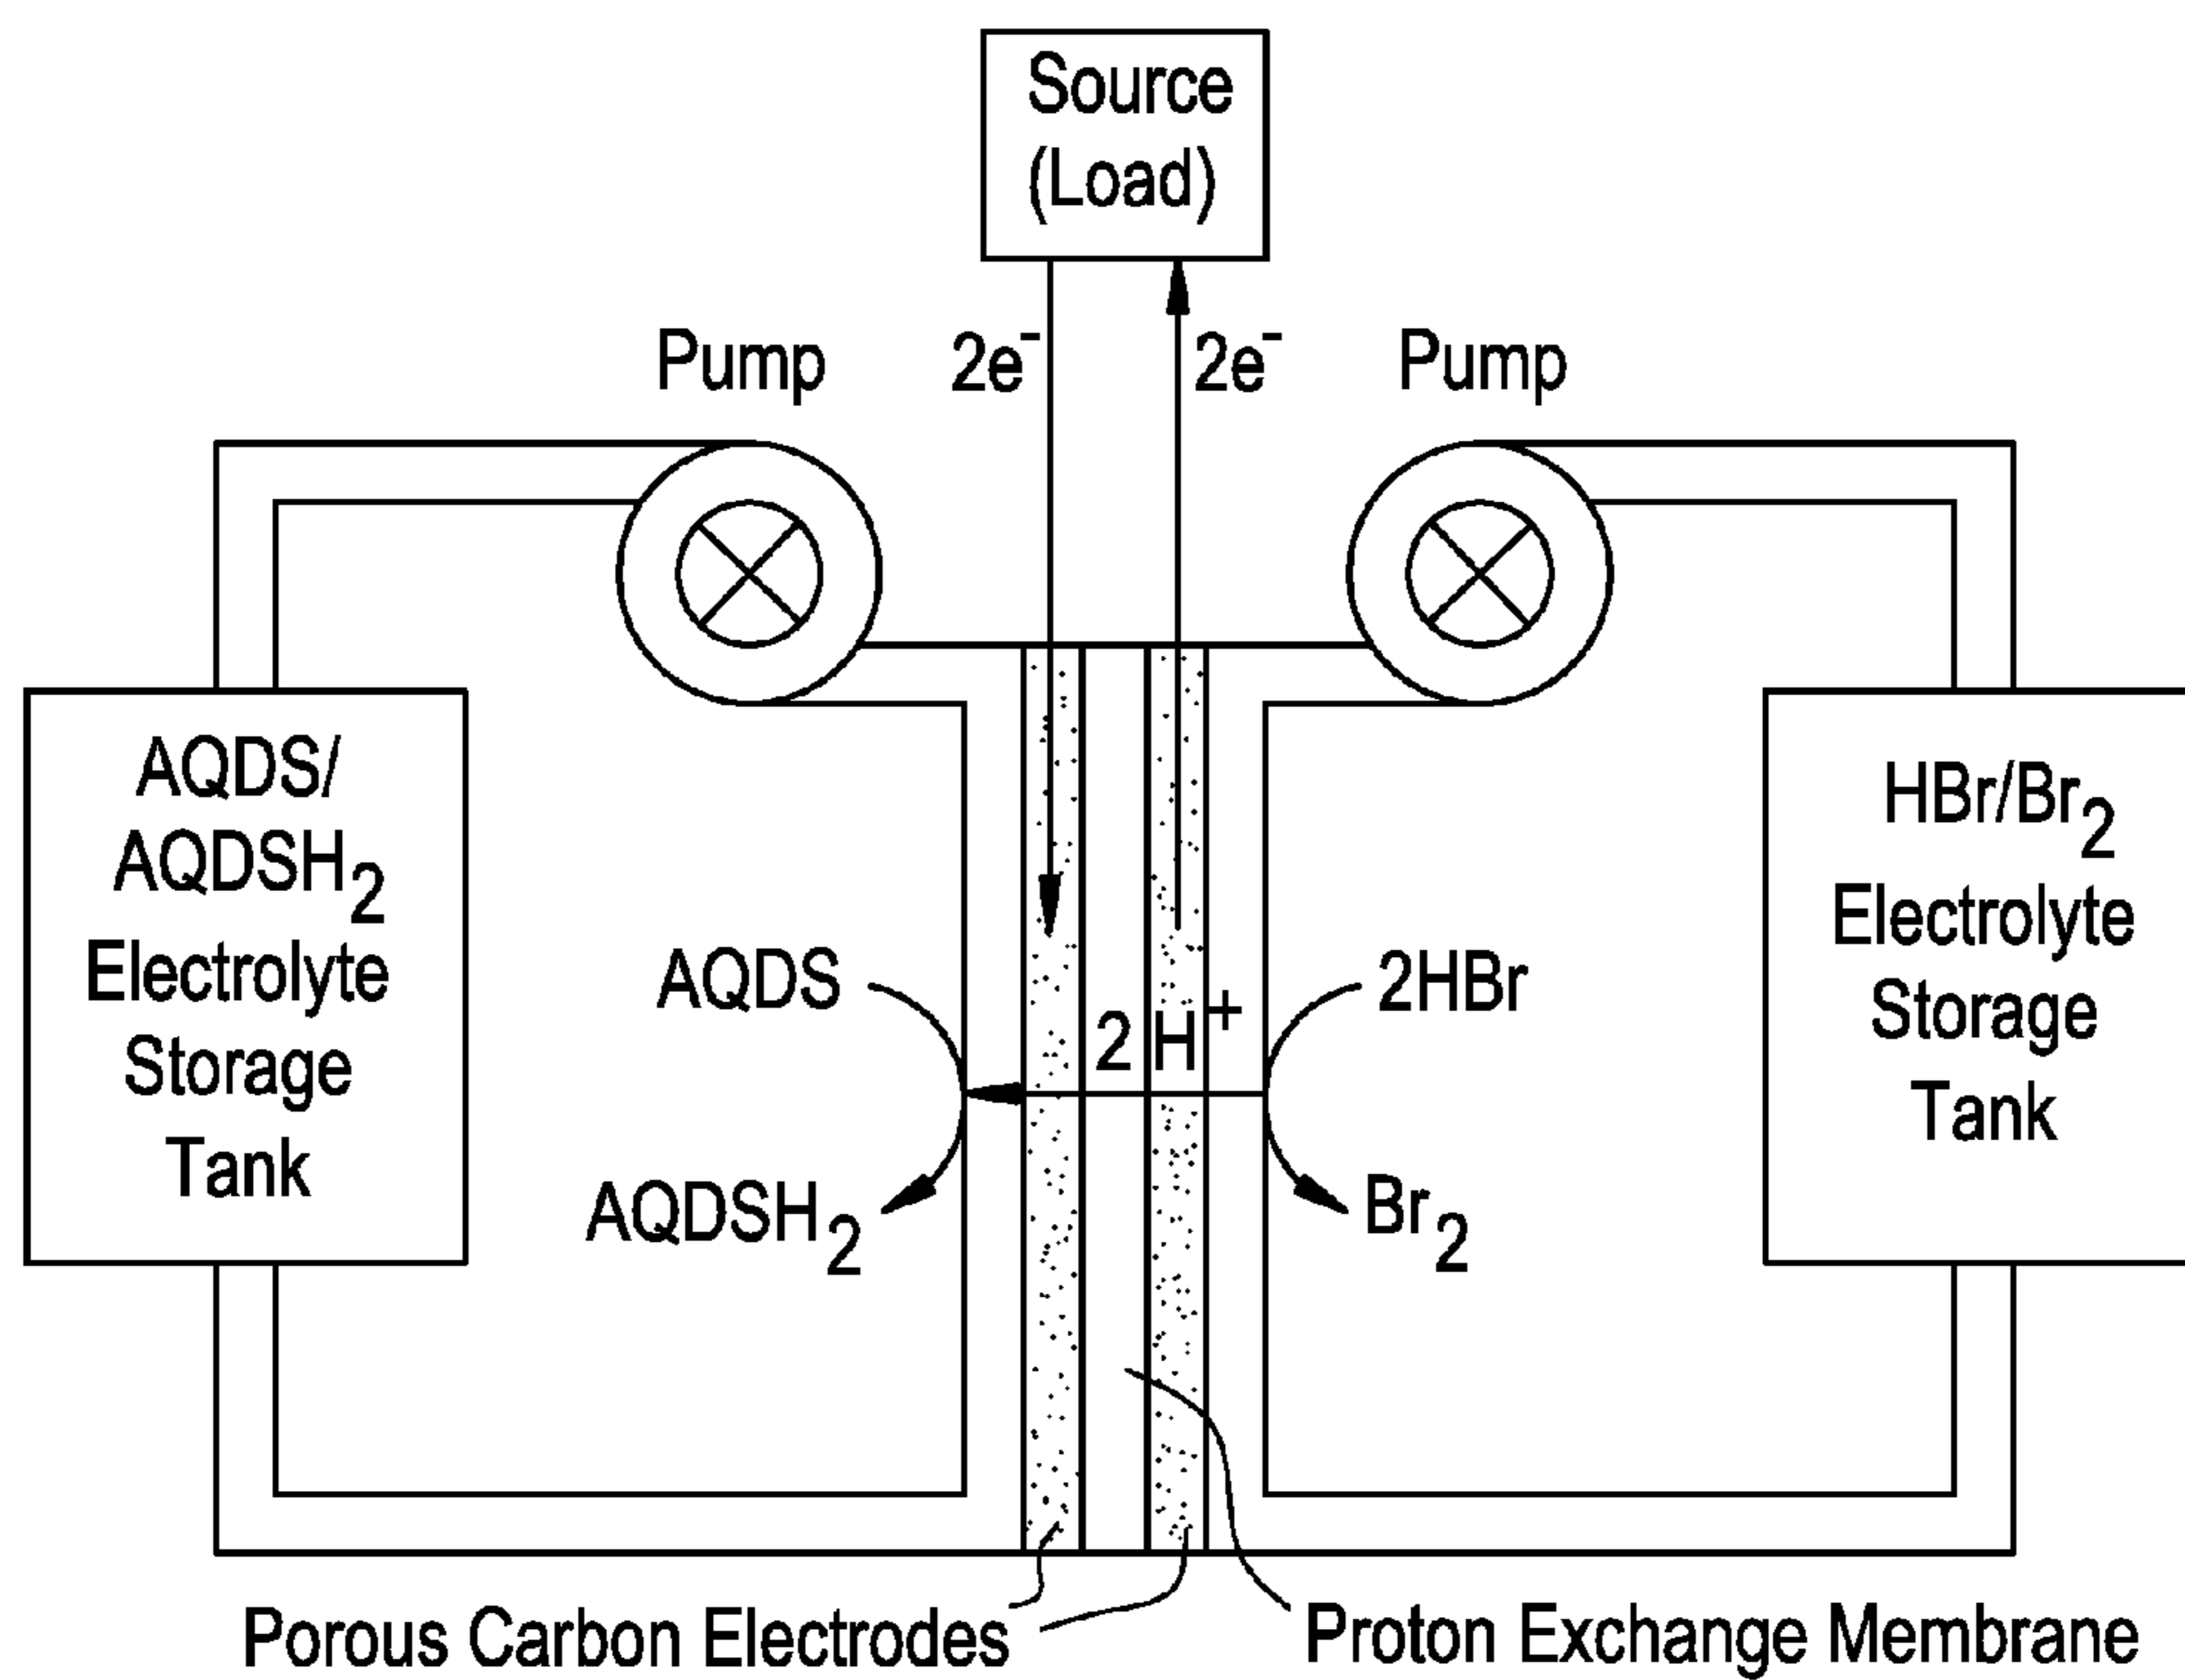 Source
(Load)
Pump
2e⁻
2e⁻
Pump
AQDS/
AQDSH₂
Electrolyte
Storage
Tank
HBr/Br₂
Electrolyte
Storage
Tank
AQDS
2H⁺
2HBr
AQDSH₂
Br₂
Porous Carbon Electrodes
Proton Exchange Membrane